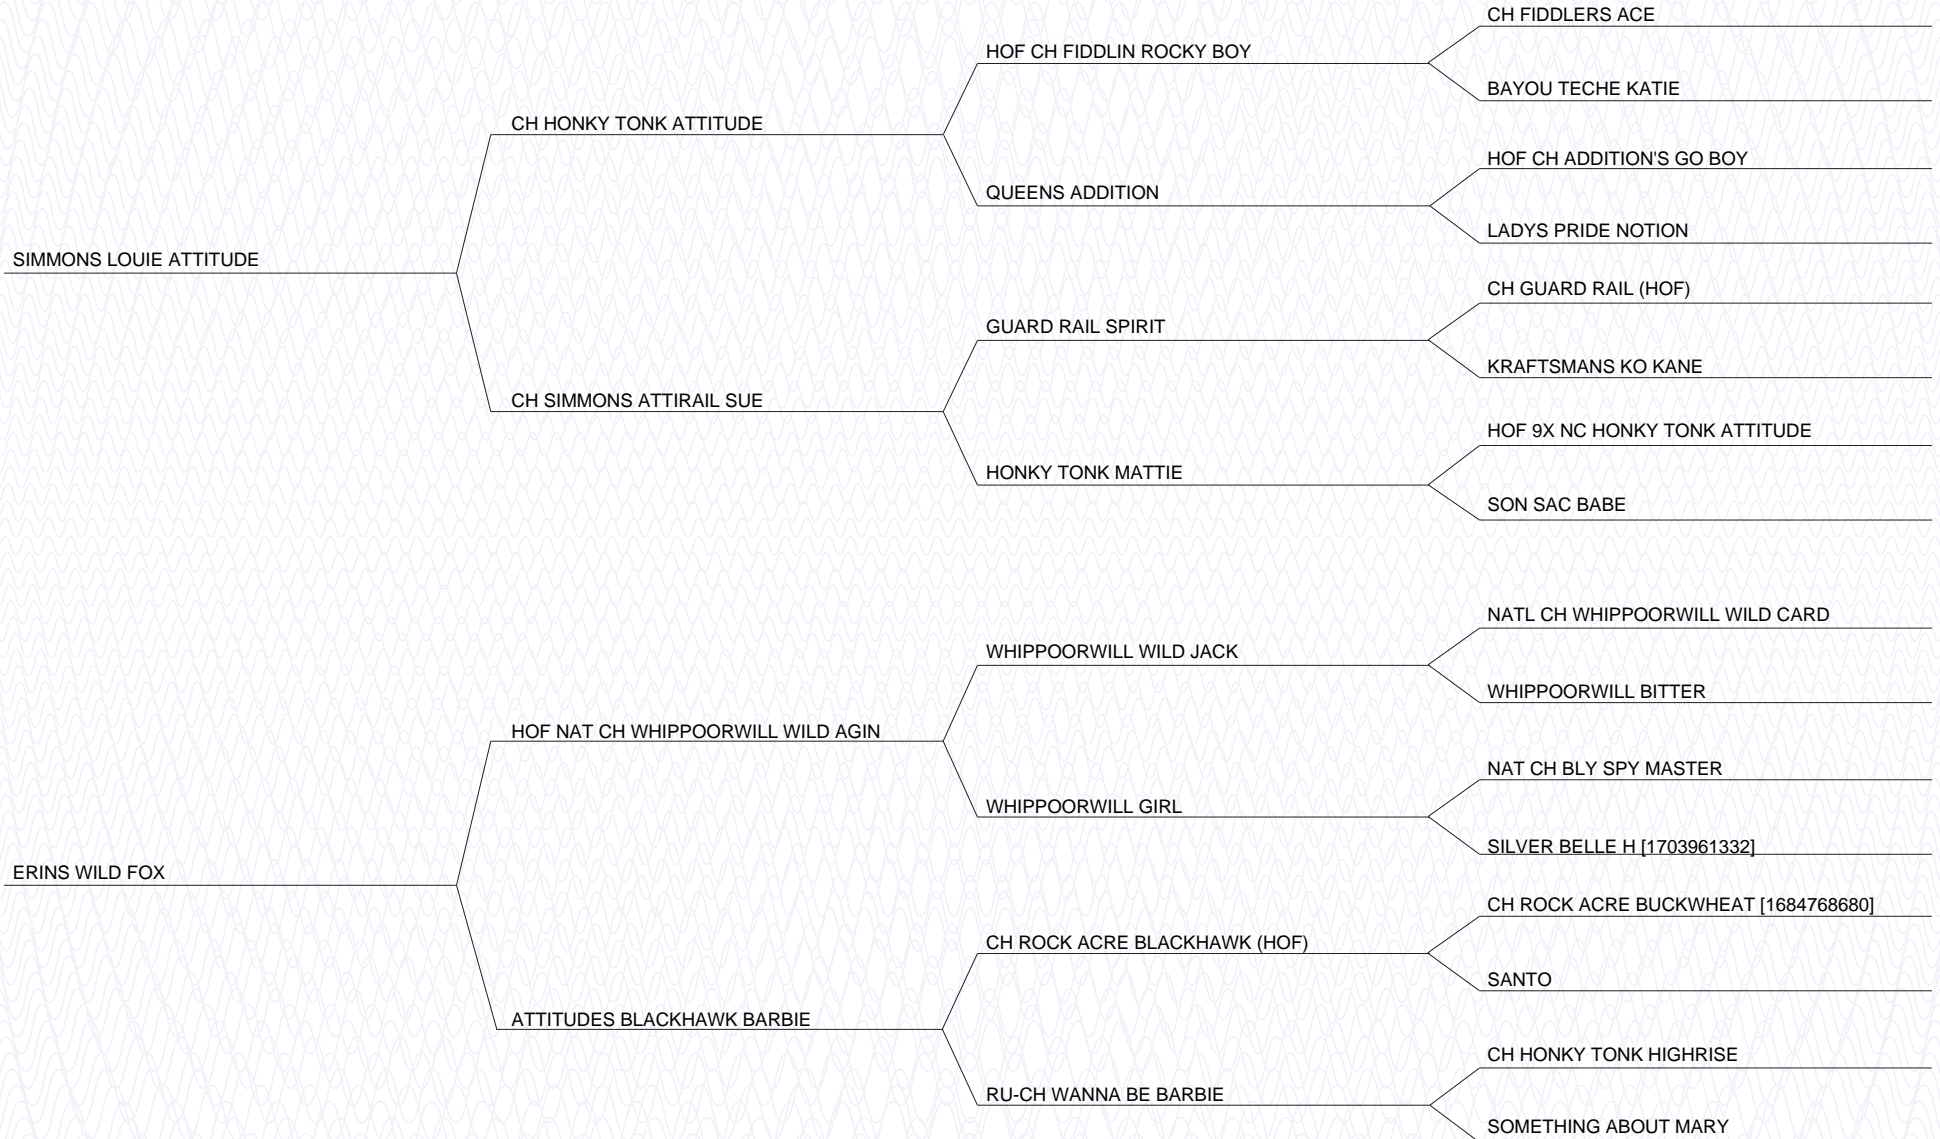 CH FIDDLERS ACE
HOF CH FIDDLIN ROCKY BOY
BAYOU TECHE KATIE
CH HONKY TONK ATTITUDE
HOF CH ADDITION'S GO BOY
QUEENS ADDITION
LADYS PRIDE NOTION
SIMMONS LOUIE ATTITUDE
CH GUARD RAIL (HOF)
GUARD RAIL SPIRIT
KRAFTSMANS KO KANE
CH SIMMONS ATTIRAIL SUE
HOF 9X NC HONKY TONK ATTITUDE
HONKY TONK MATTIE
SON SAC BABE
NATL CH WHIPPOORWILL WILD CARD
WHIPPOORWILL WILD JACK
WHIPPOORWILL BITTER
HOF NAT CH WHIPPOORWILL WILD AGIN
NAT CH BLY SPY MASTER
WHIPPOORWILL GIRL
SILVER BELLE H [1703961332]
ERINS WILD FOX
CH ROCK ACRE BUCKWHEAT [1684768680]
CH ROCK ACRE BLACKHAWK (HOF)
SANTO
ATTITUDES BLACKHAWK BARBIE
CH HONKY TONK HIGHRISE
RU-CH WANNA BE BARBIE
SOMETHING ABOUT MARY